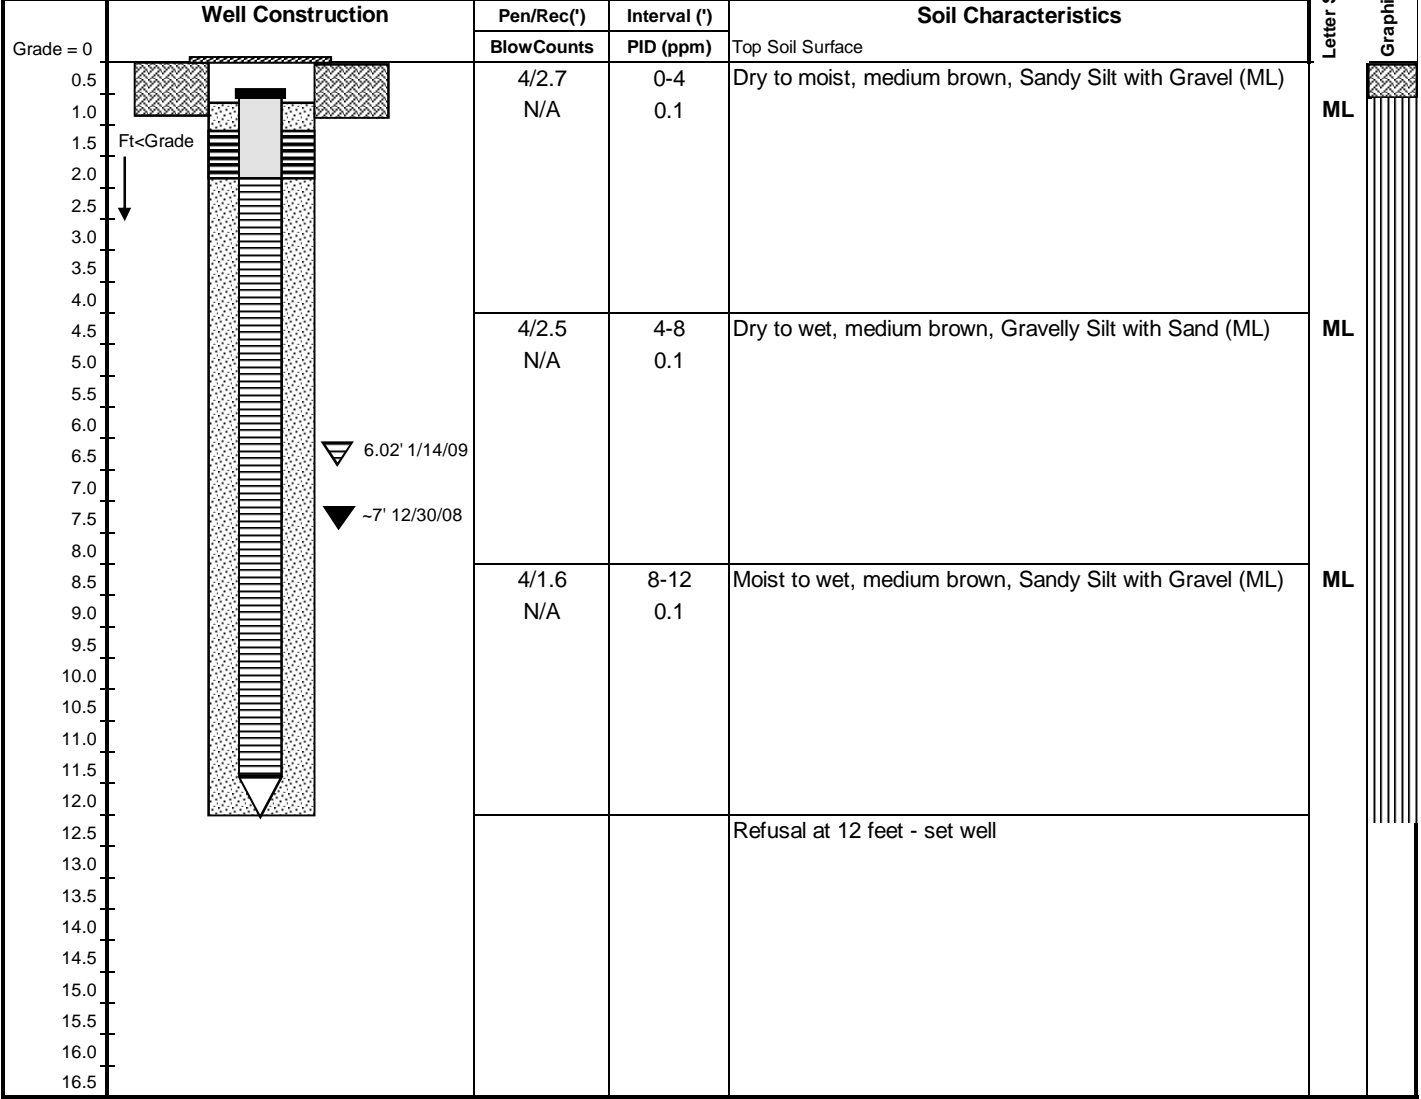 Well Construction Pen/Rec(') Interval (') Soil Characteristics
Grade = 0 BlowCounts PID (ppm) Top Soil Surface
Letter S
Graphi
0.5 4/2.7 0-4 Dry to moist, medium brown, Sandy Silt with Gravel (ML)
1.0 N/A 0.1 ML
1.5 Ft<Grade
2.0
2.5
3.0
3.5
4.0
4.5 4/2.5 4-8 Dry to wet, medium brown, Gravelly Silt with Sand (ML) ML
5.0 N/A 0.1
5.5
6.0
6.5 6.02' 1/14/09
7.0
7.5 ~7' 12/30/08
8.0
8.5 4/1.6 8-12 Moist to wet, medium brown, Sandy Silt with Gravel (ML) ML
9.0 N/A 0.1
9.5
10.0
10.5
11.0
11.5
12.0
12.5 Refusal at 12 feet - set well
13.0
13.5
14.0
14.5
15.0
15.5
16.0
16.5